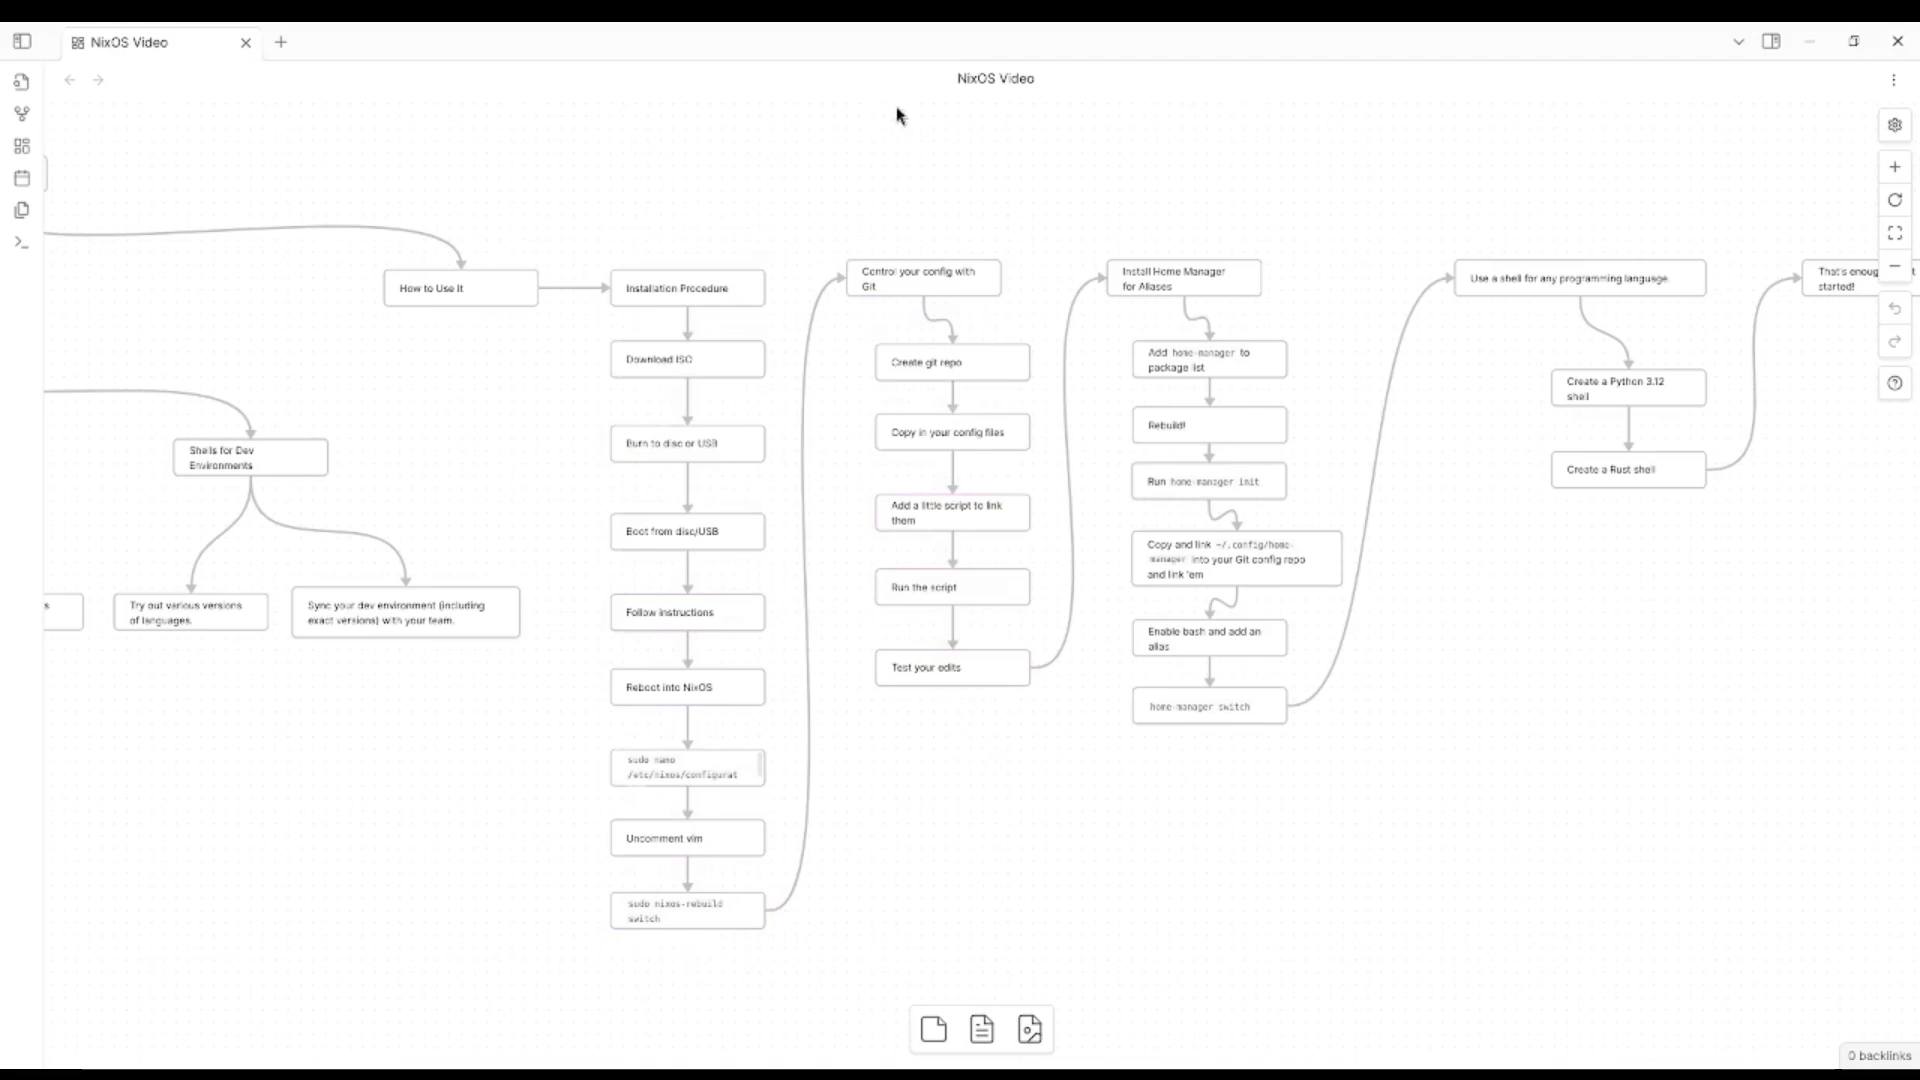 NixOS Video
NixOS Video
How to Use It
Shells for Dev
Environments
s
Try out various versions
of languages.
Sync your dev environment (including
exact versions) with your team.
Installation Procedure
Download ISO
Burn to disc or USB
Boot from disc/USB
Follow instructions
Reboot into NixOS
sudo nano
/etc/nixos/configurat
Uncomment vim
sudo nixos-rebuild
switch
Control your config with
Git
Create git repo
Copy in your config files
Add a little script to link
them
Run the script
Test your edits
Install Home Manager
for Aliases
Add home-manager to
package list
Rebuild!
Run home-manager init
Copy and link ~/.config/home-
manager into your Git config repo
and link 'em
Enable bash and add an
alias
home-manager switch
Use a shell for any programming language.
Create a Python 3.12
shell
Create a Rust shell
That's enoug
started!
0 backlinks